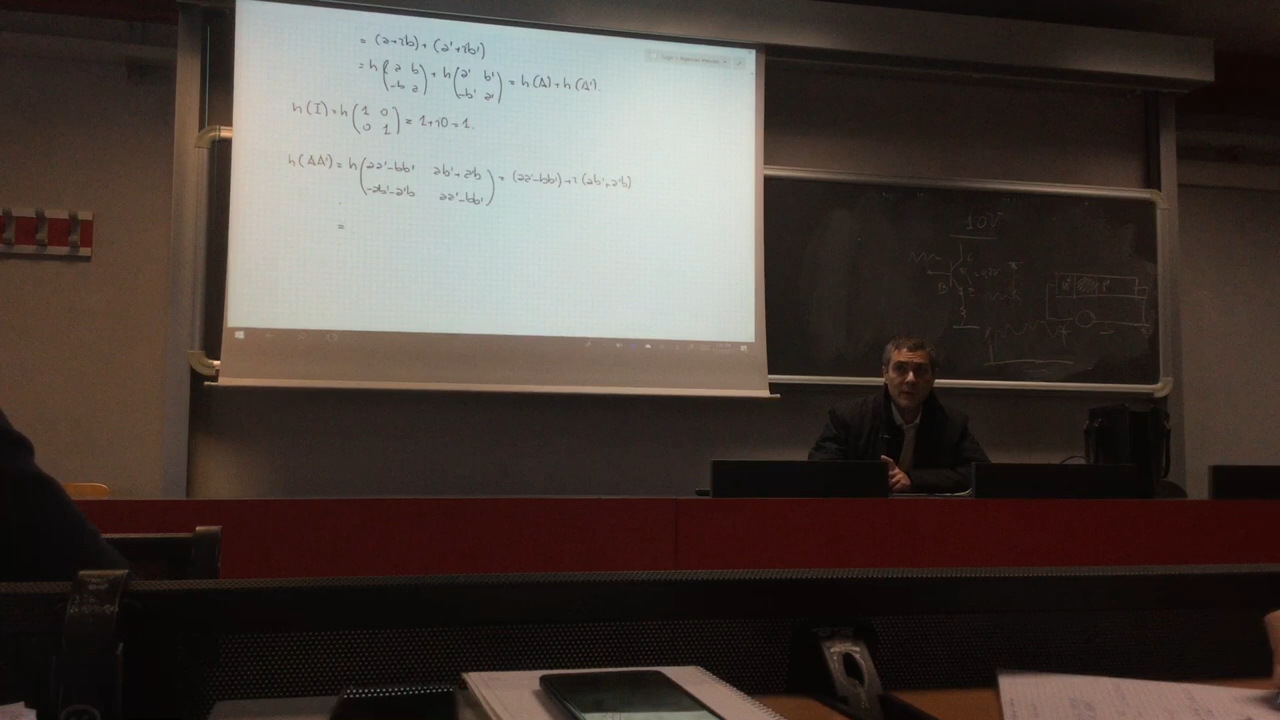 = (a+ib) + (a'+ib')
= h(a b -b a) + h(a' b' -b' a') = h(A) + h(A').
h(I) = h(1 0 0 1) = 1+i0 = 1.
h(AA') = h(aa'-bb' ab'+a'b -ab'-a'b aa'-bb') = (aa'-bb')+i(ab'+a'b)
=
10V